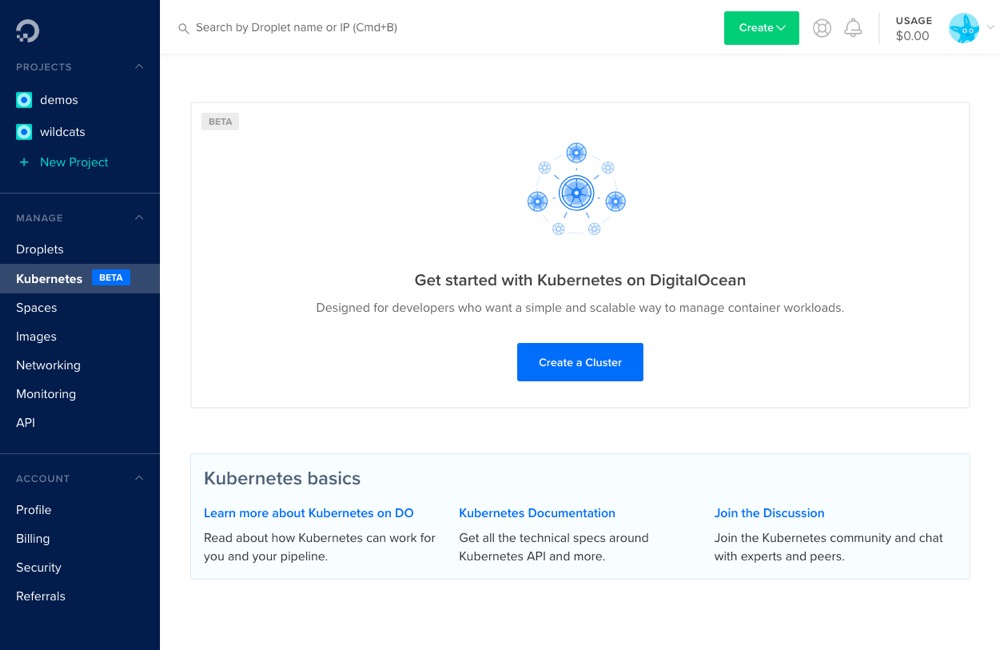 Search by Droplet name or IP (Cmd+B)
Create
USAGE
$0.00
PROJECTS
demos
wildcats
+ New Project
MANAGE
Droplets
Kubernetes BETA
Spaces
Images
Networking
Monitoring
API
ACCOUNT
Profile
Billing
Security
Referrals
BETA
Get started with Kubernetes on DigitalOcean
Designed for developers who want a simple and scalable way to manage container workloads.
Create a Cluster
Kubernetes basics
Learn more about Kubernetes on DO
Read about how Kubernetes can work for
you and your pipeline.
Kubernetes Documentation
Get all the technical specs around
Kubernetes API and more.
Join the Discussion
Join the Kubernetes community and chat
with experts and peers.